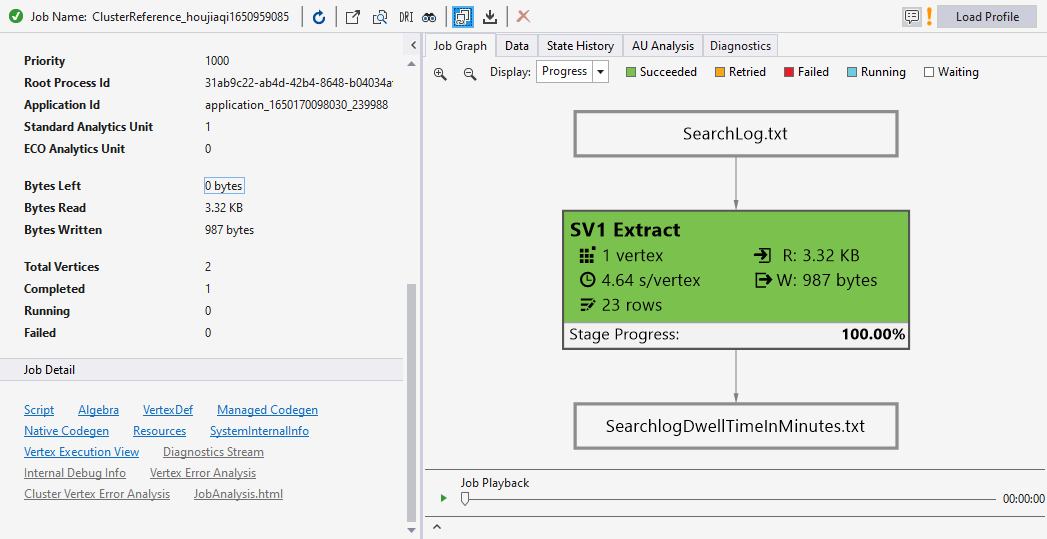 Job Name: ClusterReference_houjiaqi1650959085
DRI
Load Profile
Priority 1000
Root Process Id 31ab9c22-ab4d-42b4-8648-b04034a
Application Id application_1650170098030_239988
Standard Analytics Unit 1
ECO Analytics Unit 0
Bytes Left 0 bytes
Bytes Read 3.32 KB
Bytes Written 987 bytes
Total Vertices 2
Completed 1
Running 0
Failed 0
Job Detail
Script Algebra VertexDef Managed Codegen
Native Codegen Resources SystemInternalInfo
Vertex Execution View Diagnostics Stream
Internal Debug Info Vertex Error Analysis
Cluster Vertex Error Analysis JobAnalysis.html
Job Graph Data State History AU Analysis Diagnostics
Display: Progress Succeeded Retried Failed Running Waiting
SearchLog.txt
SV1 Extract
1 vertex R: 3.32 KB
4.64 s/vertex W: 987 bytes
23 rows
Stage Progress: 100.00%
SearchlogDwellTimeInMinutes.txt
Job Playback
00:00:00